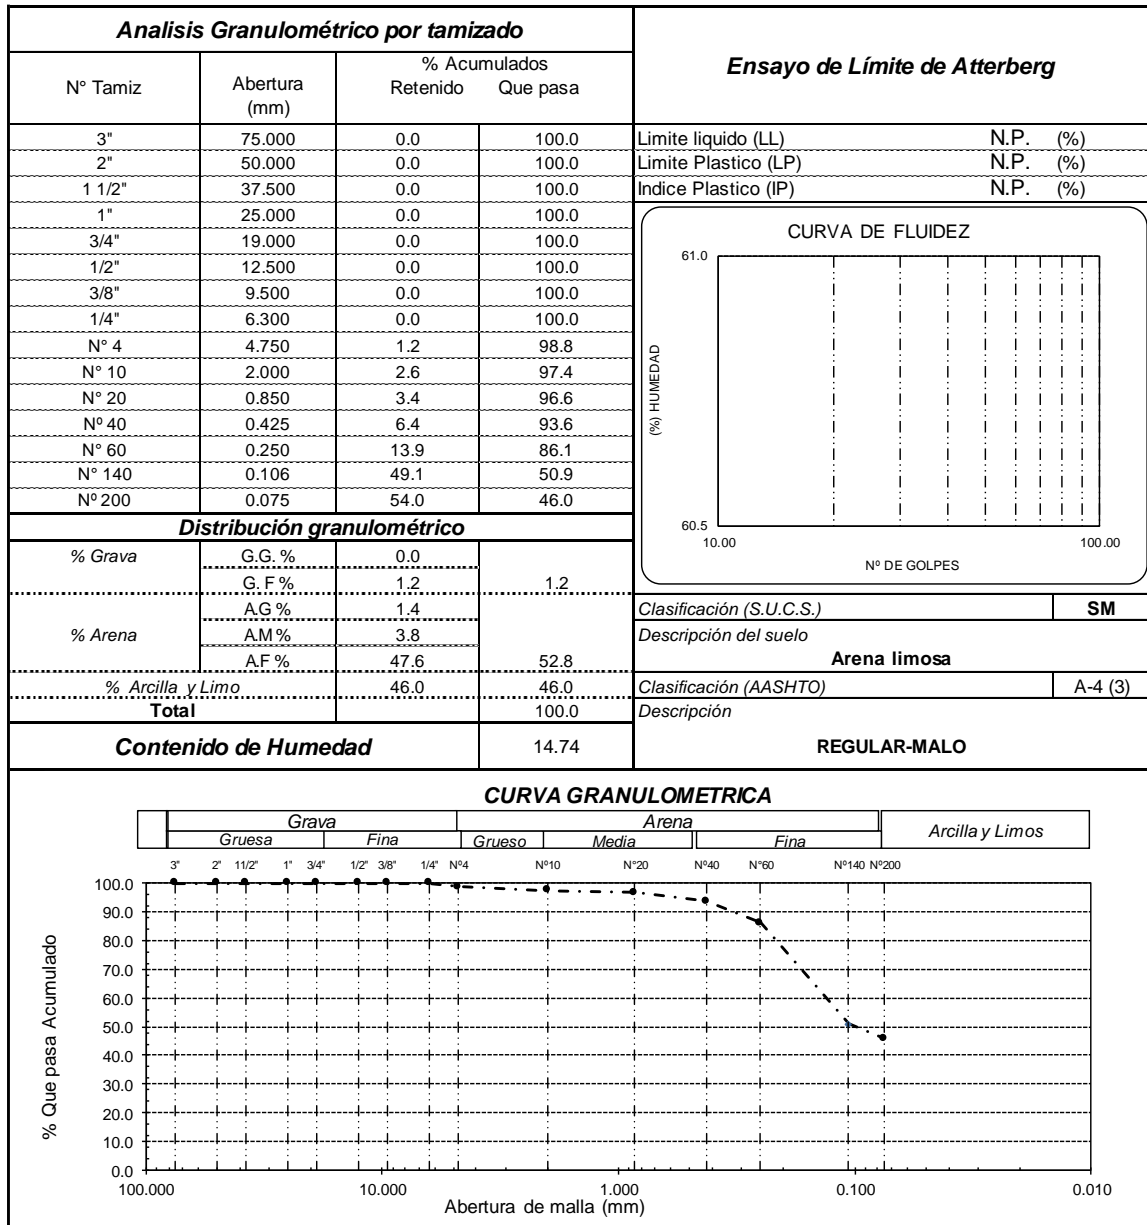 Analisis Granulométrico por tamizado
N° Tamiz Abertura (mm) % Acumulados
Retenido Que pasa
3" 75.000 0.0 100.0
2" 50.000 0.0 100.0
1 1/2" 37.500 0.0 100.0
1" 25.000 0.0 100.0
3/4" 19.000 0.0 100.0
1/2" 12.500 0.0 100.0
3/8" 9.500 0.0 100.0
1/4" 6.300 0.0 100.0
N° 4 4.750 1.2 98.8
N° 10 2.000 2.6 97.4
N° 20 0.850 3.4 96.6
Nº 40 0.425 6.4 93.6
N° 60 0.250 13.9 86.1
N° 140 0.106 49.1 50.9
Nº 200 0.075 54.0 46.0
Distribución granulométrico
% Grava G.G. % 0.0
G. F % 1.2 1.2
A.G % 1.4
% Arena A.M % 3.8
A.F % 47.6 52.8
% Arcilla y Limo 46.0 46.0
Total 100.0
Contenido de Humedad 14.74
Ensayo de Límite de Atterberg
Limite liquido (LL) N.P. (%)
Limite Plastico (LP) N.P. (%)
Indice Plastico (IP) N.P. (%)
CURVA DE FLUIDEZ
61.0
(%) HUMEDAD
60.5
10.00 100.00
Nº DE GOLPES
Clasificación (S.U.C.S.) SM
Descripción del suelo
Arena limosa
Clasificación (AASHTO) A-4 (3)
Descripción
REGULAR-MALO
CURVA GRANULOMETRICA
Grava Arena Arcilla y Limos
Gruesa Fina Grueso Media Fina
3" 2" 11/2" 1" 3/4" 1/2" 3/8" 1/4" Nº4 N°10 N°20 Nº40 N°60 Nº140 Nº200
100.0
90.0
80.0
70.0
60.0
50.0
40.0
30.0
20.0
10.0
0.0
% Que pasa Acumulado
100.000 10.000 1.000 0.100 0.010
Abertura de malla (mm)